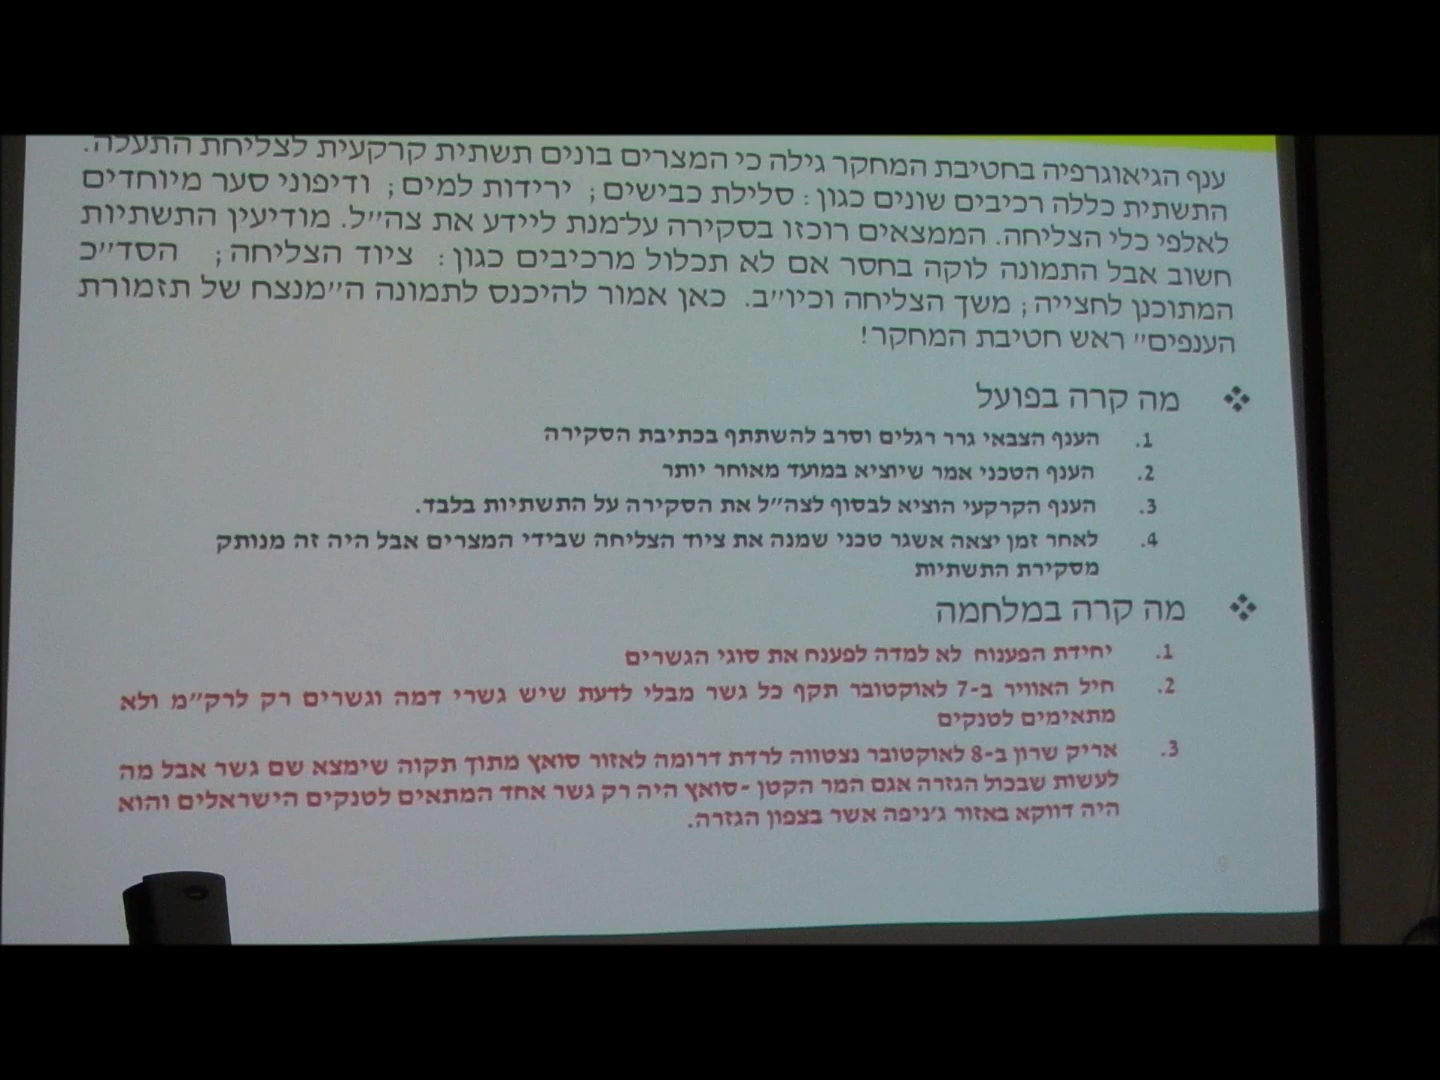 ענף הגיאוגרפיה בחטיבת המחקר גילה כי המצרים בונים תשתית קרקעית לצליחת התעלה.
התשתית כללה רכיבים שונים כגון: סלילת כבישים; ירידות למים; ודיפוני סער מיוחדים
לאלפי כלי הצליחה. הממצאים רוכזו בסקירה על־מנת ליידע את צה״ל. מודיעין התשתיות
חשוב אבל התמונה לוקה בחסר אם לא תכלול מרכיבים כגון: ציוד הצליחה; הסד״כ
המתוכנן לחצייה; משך הצליחה וכיו״ב. כאן אמור להיכנס לתמונה ה״מנצח של תזמורת
הענפים״ ראש חטיבת המחקר!
❖ מה קרה בפועל
1. הענף הצבאי גרר רגלים וסרב להשתתף בכתיבת הסקירה
2. הענף הטכני אמר שיוציא במועד מאוחר יותר
3. הענף הקרקעי הוציא לבסוף לצה״ל את הסקירה על התשתיות בלבד.
4. לאחר זמן יצאה אשגר טכני שמנה את ציוד הצליחה שבידי המצרים אבל היה זה מנותק
מסקירת התשתיות
❖ מה קרה במלחמה
1. יחידת הפענוח לא למדה לפענח את סוגי הגשרים
2. חיל האוויר ב-7 לאוקטובר תקף כל גשר מבלי לדעת שיש גשרי דמה וגשרים רק לרק״מ ולא
מתאימים לטנקים
3. אריק שרון ב-8 לאוקטובר נצטווה לרדת דרומה לאזור סואץ מתוך תקוה שימצא שם גשר אבל מה
לעשות שבכול הגזרה אגם המר הקטן -סואץ היה רק גשר אחד המתאים לטנקים הישראלים והוא
היה דווקא באזור ג׳ניפה אשר בצפון הגזרה.
9